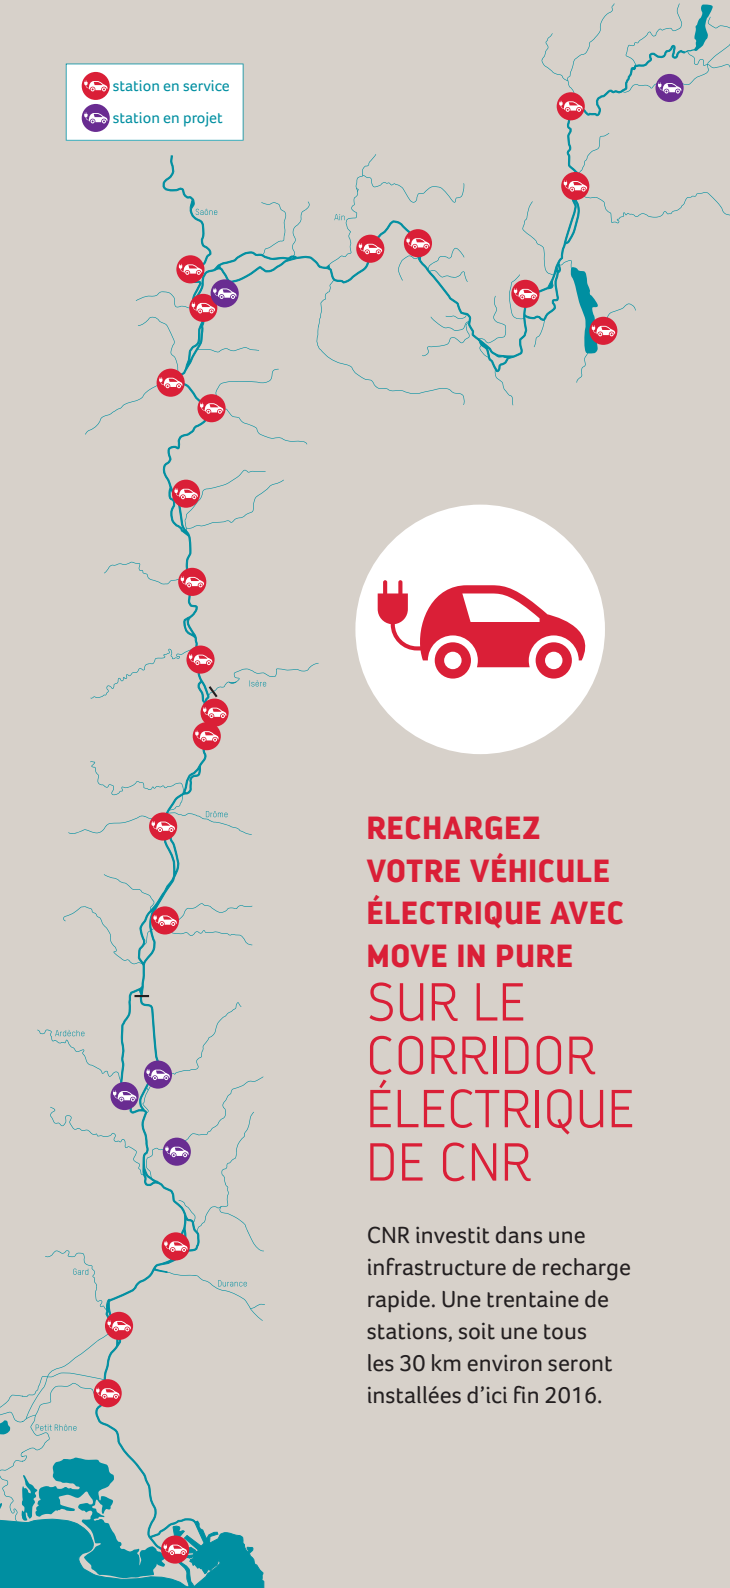 station en service
station en projet
Saône
Ain
Isère
Drôme
Ardèche
Gard
Durance
Petit Rhône
RECHARGEZ
VOTRE VÉHICULE
ÉLECTRIQUE AVEC
MOVE IN PURE
SUR LE
CORRIDOR
ÉLECTRIQUE
DE CNR
CNR investit dans une
infrastructure de recharge
rapide. Une trentaine de
stations, soit une tous
les 30 km environ seront
installées d’ici fin 2016.